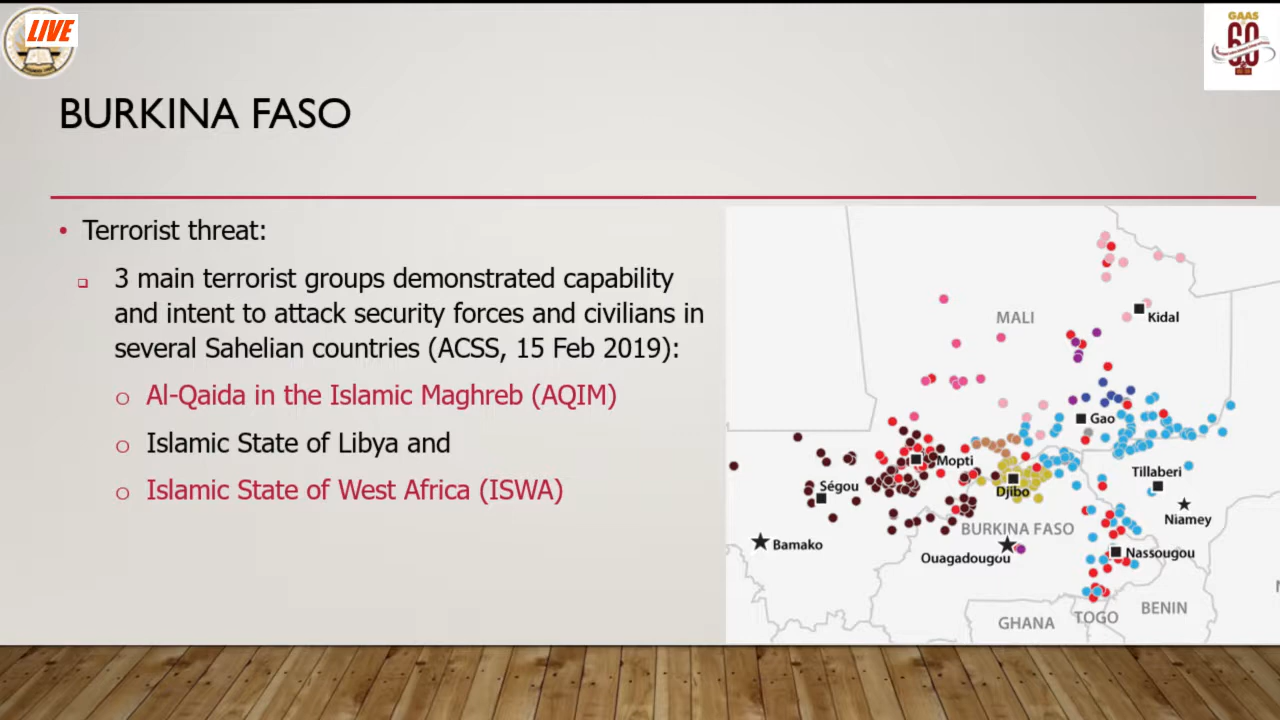 LIVE
GAAS
60
BURKINA FASO
• Terrorist threat:
3 main terrorist groups demonstrated capability
and intent to attack security forces and civilians in
several Sahelian countries (ACSS, 15 Feb 2019):
o Al-Qaida in the Islamic Maghreb (AQIM)
o Islamic State of Libya and
o Islamic State of West Africa (ISWA)
MALI
Kidal
Gao
Mopti
Tillaberi
Ségou
Djibo
Niamey
BURKINA FASO
Bamako
Ouagadougou
Nassougou
BENIN
TOGO
GHANA